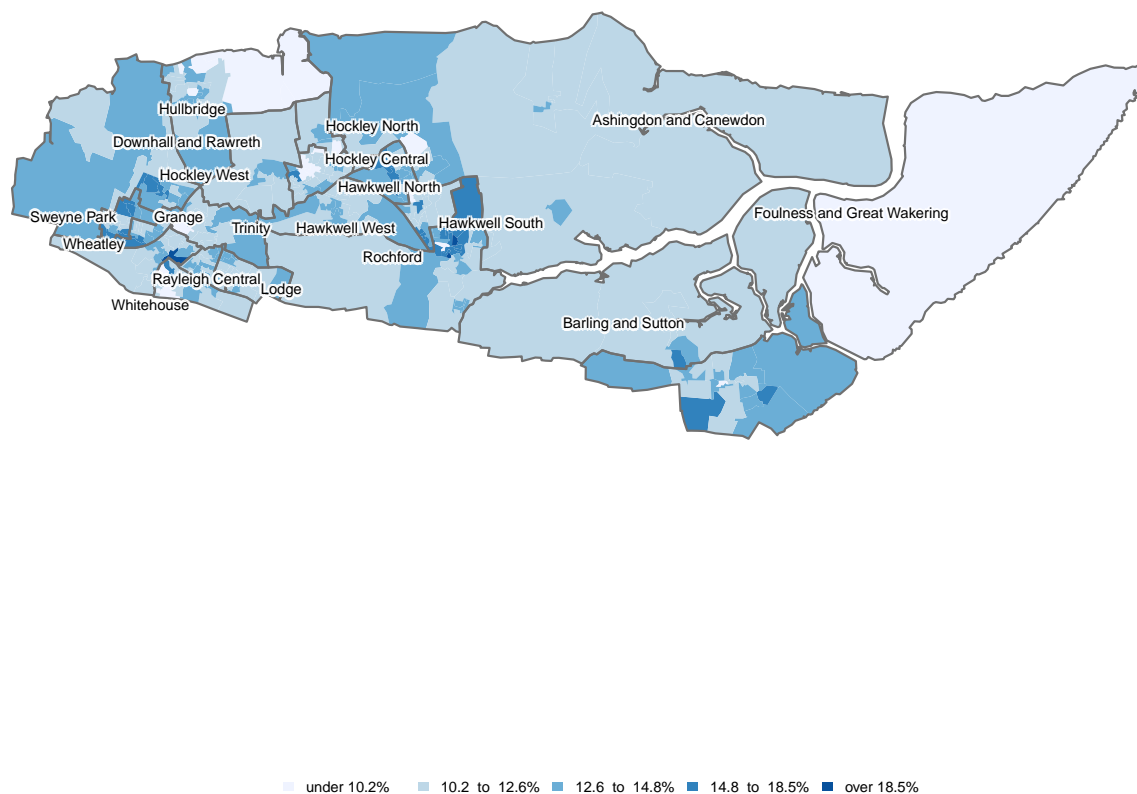 Hullbridge
Ashingdon and Canewdon
Hockley North
Downhall and Rawreth
Hockley Central
Hockley West
Hawkwell North
Sweyne Park
Grange
Foulness and Great Wakering
Trinity
Hawkwell West
Hawkwell South
Wheatley
Rochford
Rayleigh Central
Lodge
Whitehouse
Barling and Sutton
under 10.2% 10.2 to 12.6% 12.6 to 14.8% 14.8 to 18.5% over 18.5%